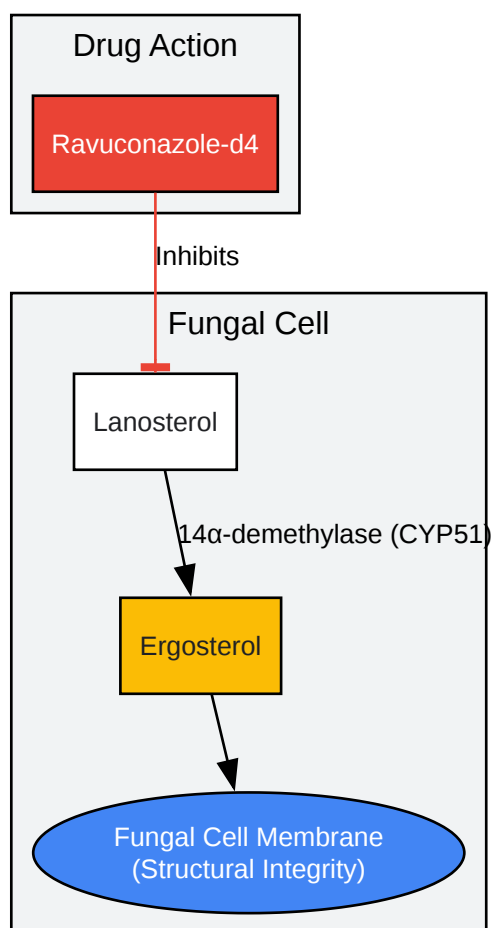 Drug Action
Ravuconazole-d4
Inhibits
Fungal Cell
Lanosterol
14α-demethylase (CYP51)
Ergosterol
Fungal Cell Membrane
(Structural Integrity)